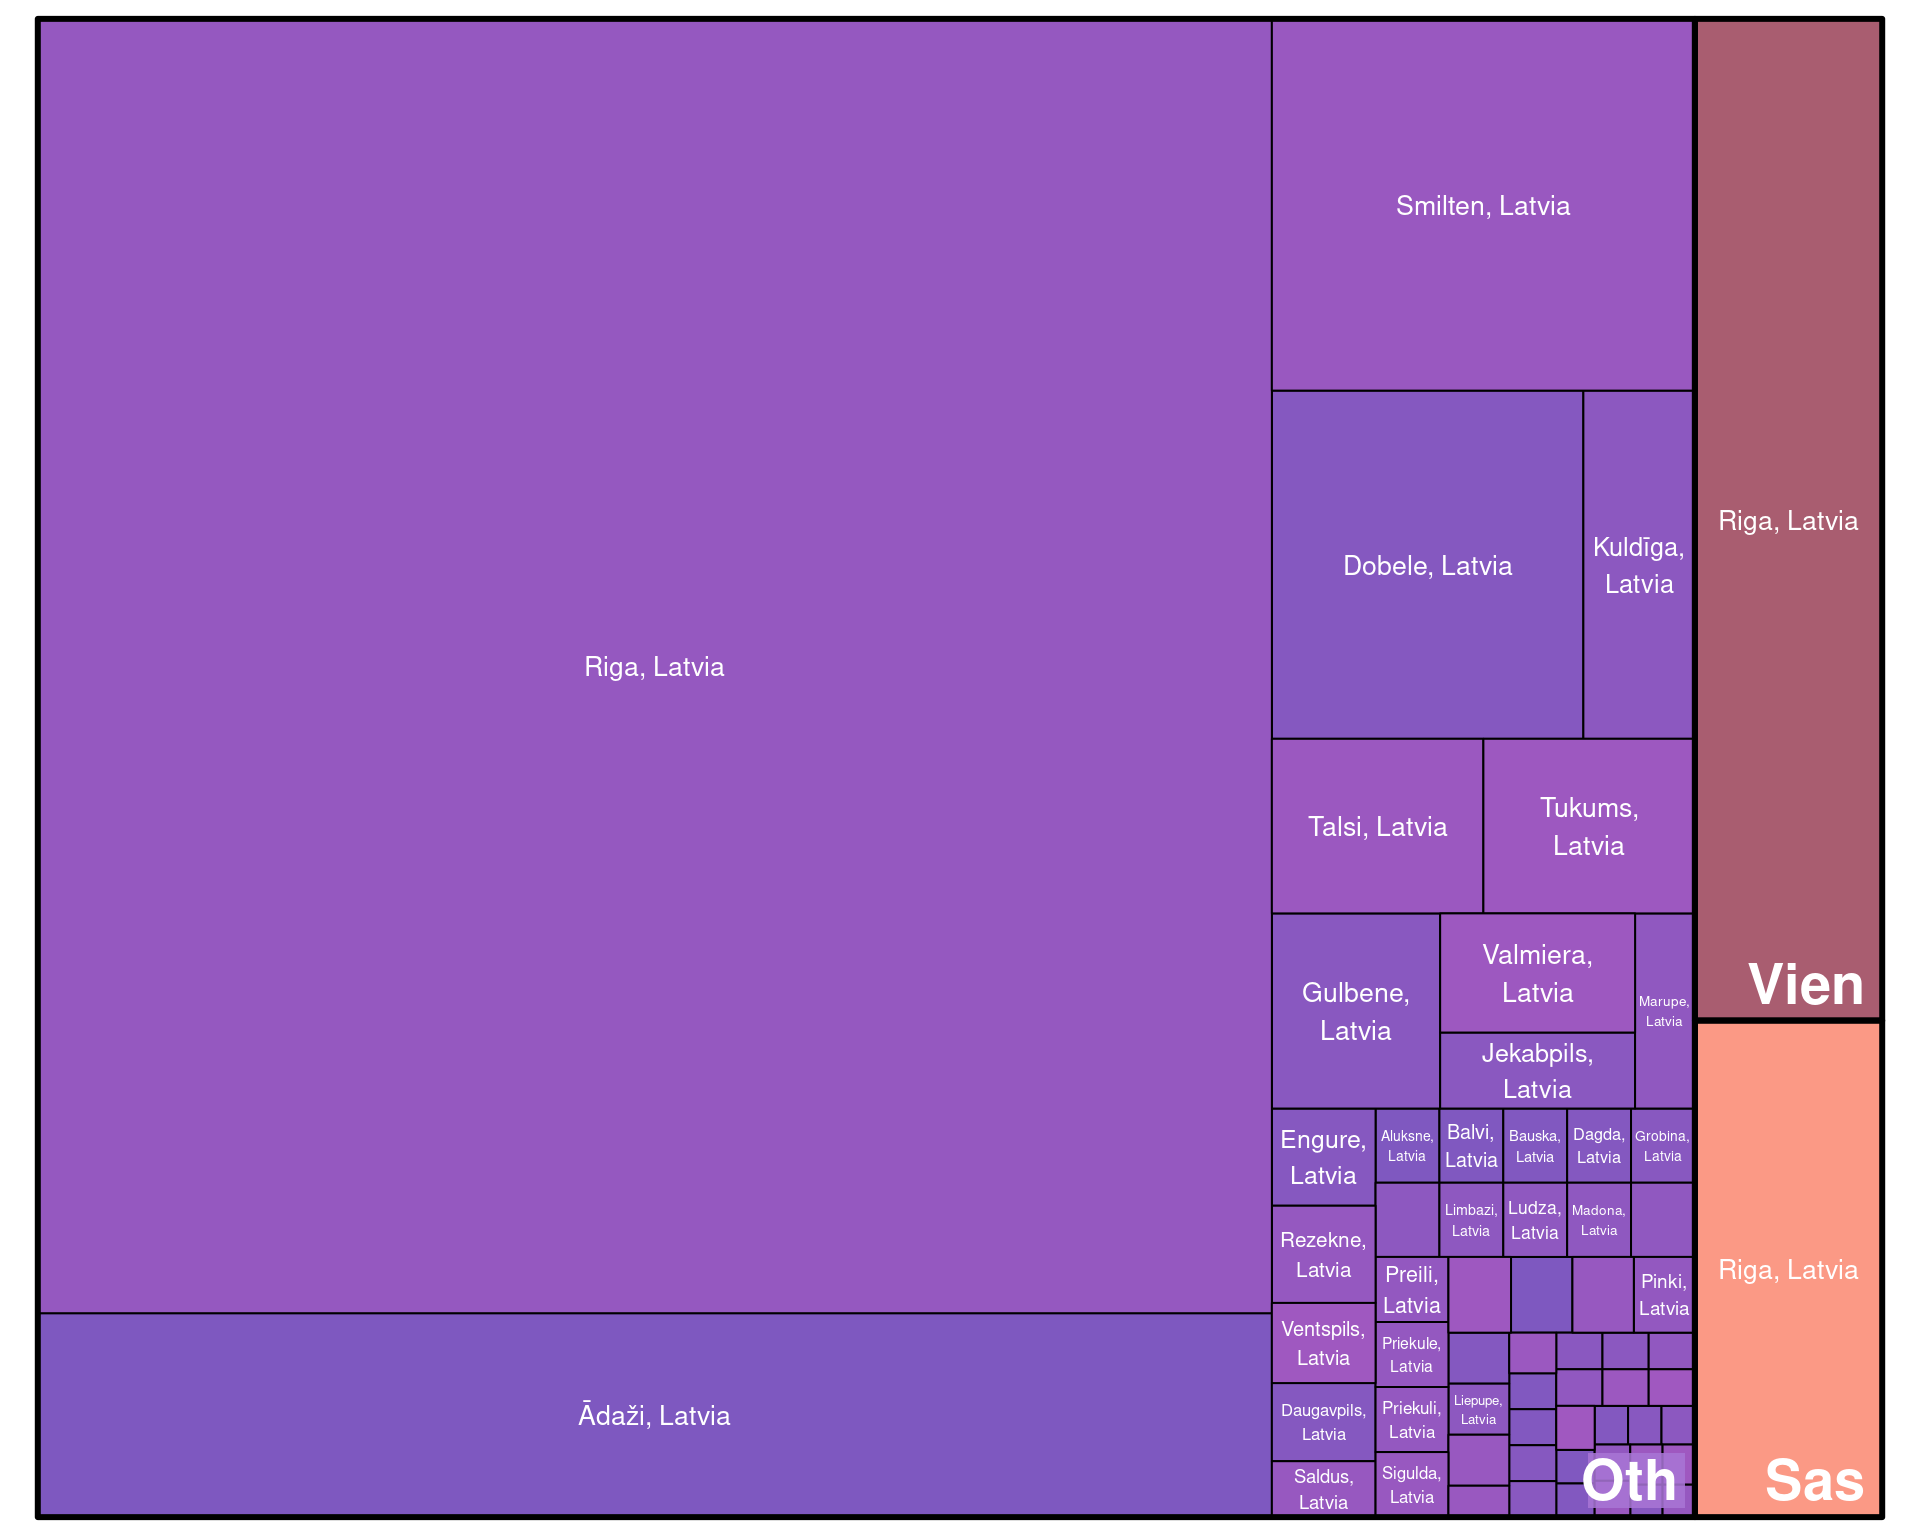 Riga, Latvia
Ādaži, Latvia
Smilten, Latvia
Dobele, Latvia
Kuldīga,
Latvia
Talsi, Latvia
Tukums,
Latvia
Gulbene,
Latvia
Valmiera,
Latvia
Jekabpils,
Latvia
Marupe,
Latvia
Engure,
Latvia
Aluksne,
Latvia
Balvi,
Latvia
Bauska,
Latvia
Dagda,
Latvia
Grobina,
Latvia
Limbazi,
Latvia
Ludza,
Latvia
Madona,
Latvia
Rezekne,
Latvia
Preili,
Latvia
Pinki,
Latvia
Ventspils,
Latvia
Priekule,
Latvia
Daugavpils,
Latvia
Priekuli,
Latvia
Liepupe,
Latvia
Saldus,
Latvia
Sigulda,
Latvia
Oth
Riga, Latvia
Vien
Riga, Latvia
Sas